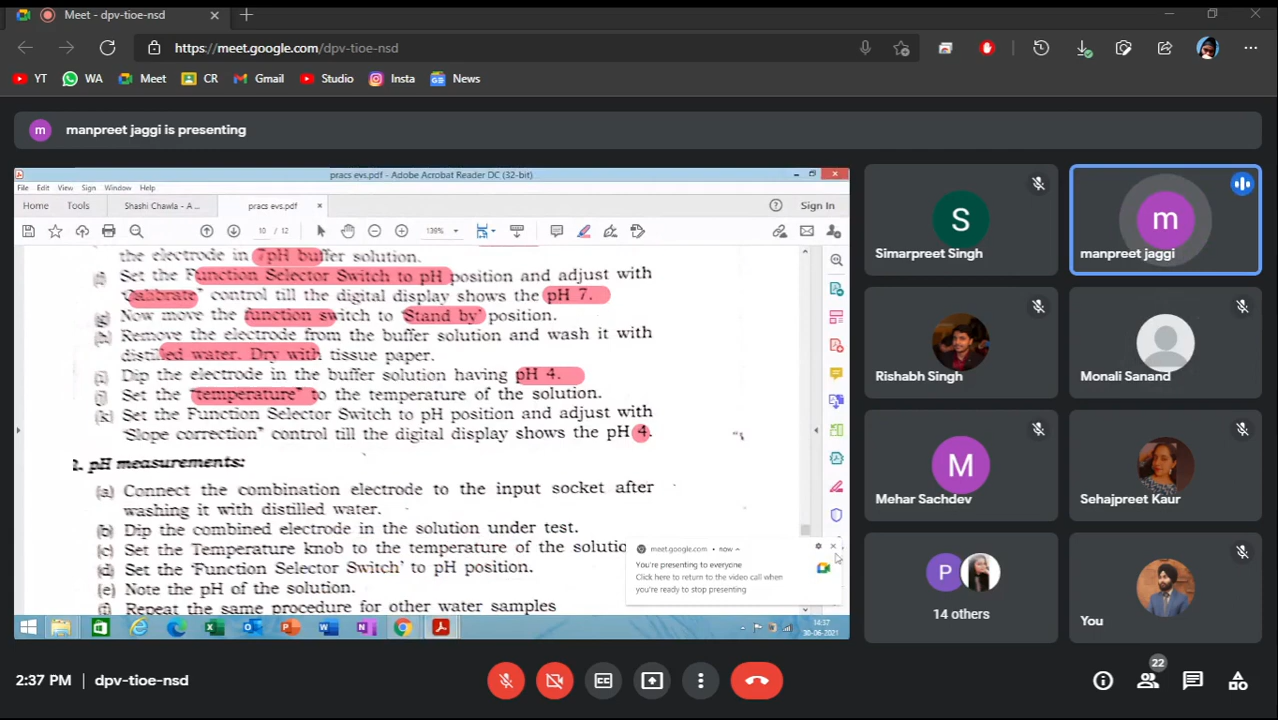 Meet - dpv-tioe-nsd
https://meet.google.com/dpv-tioe-nsd
YT WA Meet CR Gmail Studio Insta News
m manpreet jaggi is presenting
pracs evs.pdf - Adobe Acrobat Reader DC (32-bit)
File Edit View Sign Window Help
Home Tools Shashi Chawla - A ... pracs evs.pdf Sign In
10 / 12 138%
the electrode in 7pH buffer solution.
Set the Function Selector Switch to pH position and adjust with
"Calibrate" control till the digital display shows the pH 7.
(g) Now move the function switch to 'Stand by' position.
(h) Remove the electrode from the buffer solution and wash it with
distilled water. Dry with tissue paper.
(i) Dip the electrode in the buffer solution having pH 4.
(j) Set the "temperature" to the temperature of the solution.
(k) Set the Function Selector Switch to pH position and adjust with
"Slope correction" control till the digital display shows the pH 4.
2. pH measurements:
(a) Connect the combination electrode to the input socket after
washing it with distilled water.
(b) Dip the combined electrode in the solution under test.
(c) Set the Temperature knob to the temperature of the solutio
(d) Set the 'Function Selector Switch' to pH position.
(e) Note the pH of the solution.
(f) Repeat the same procedure for other water samples
meet.google.com • now
You're presenting to everyone
Click here to return to the video call when
you're ready to stop presenting
14:37
30-06-2021
S
Simarpreet Singh
m
manpreet jaggi
Rishabh Singh
Monali Sanand
M
Mehar Sachdev
Sehajpreet Kaur
P
14 others
You
2:37 PM dpv-tioe-nsd
22